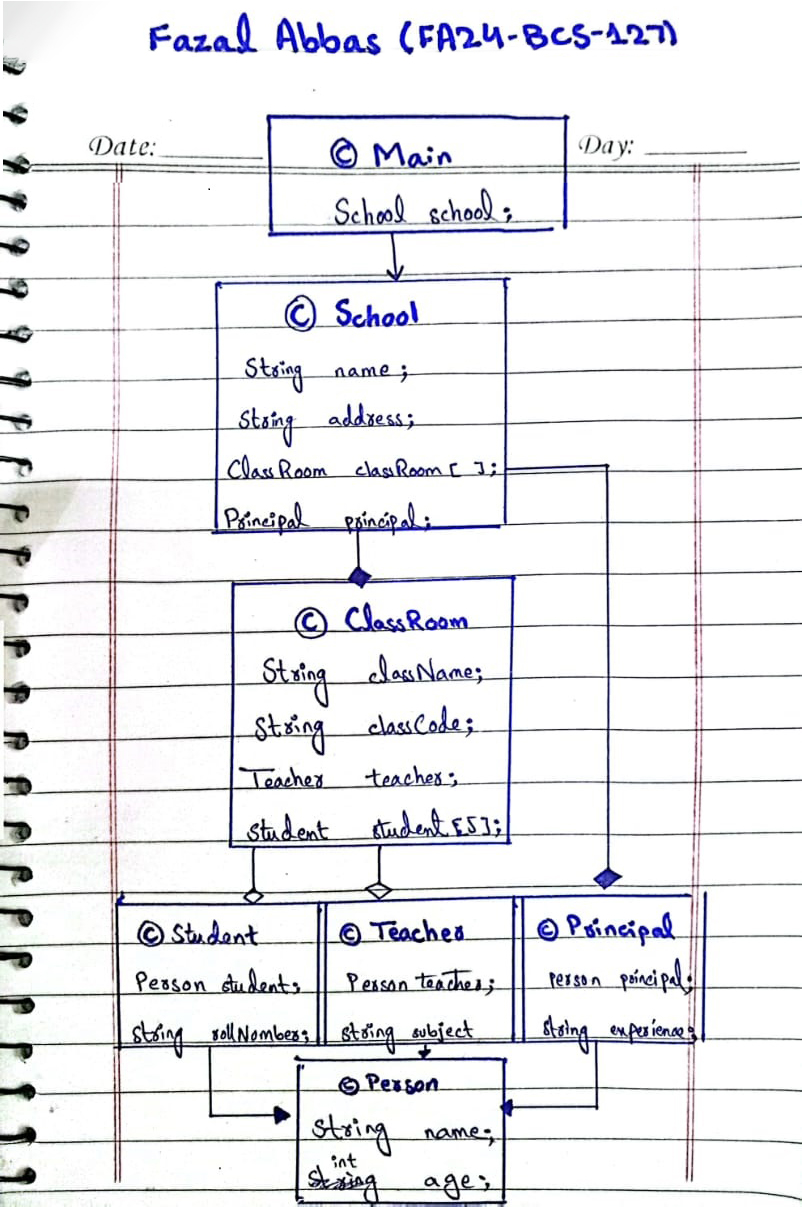 Fazal Abbas (FA24-BCS-127)
Date: Day:
© Main
School school;
© School
String name;
String address;
ClassRoom classRoom[ ];
Principal principal;
© ClassRoom
String className;
String classCode;
Teacher teacher;
Student student[5];
© Student
Person student;
String rollNomber;
© Teacher
Person teacher;
String subject
© Principal
Person principal;
String experience;
© Person
String name;
int
String age;